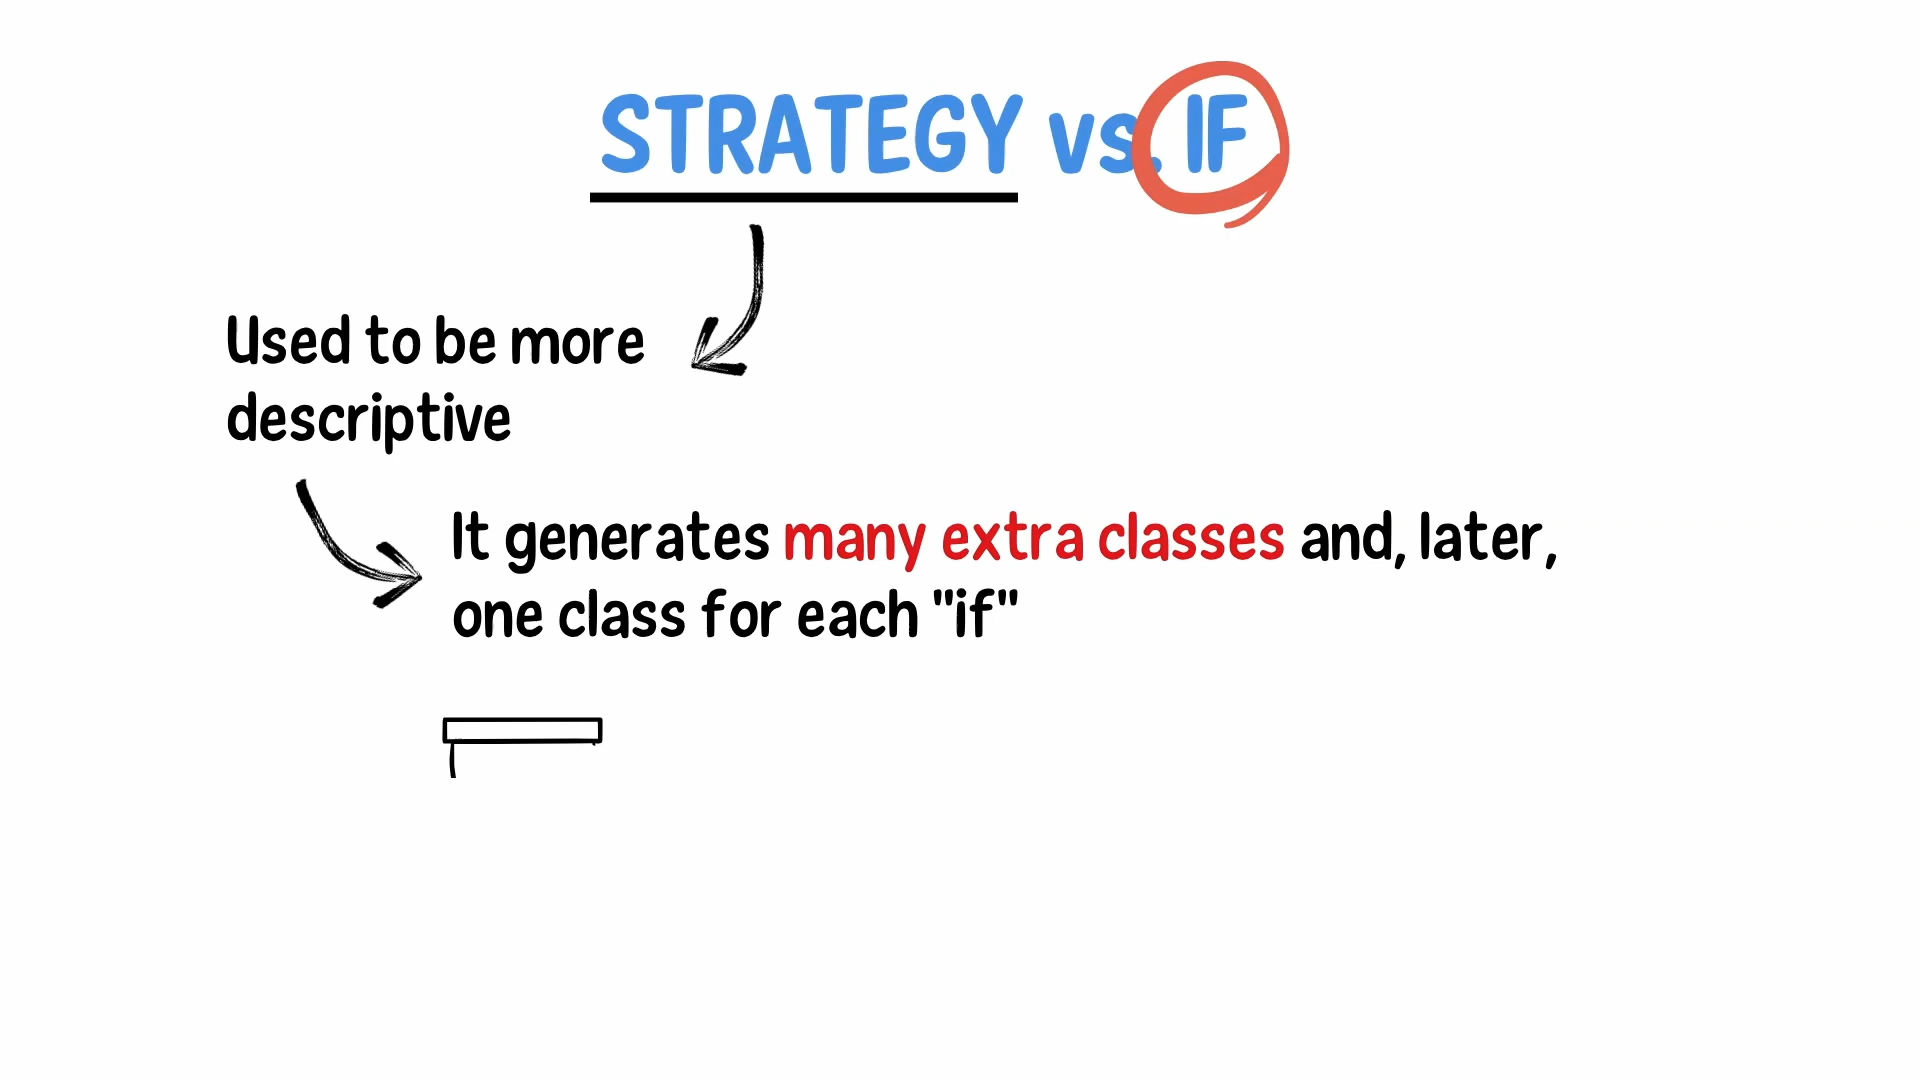 STRATEGY vs. IF
Used to be more
descriptive
It generates many extra classes and, later,
one class for each "if"